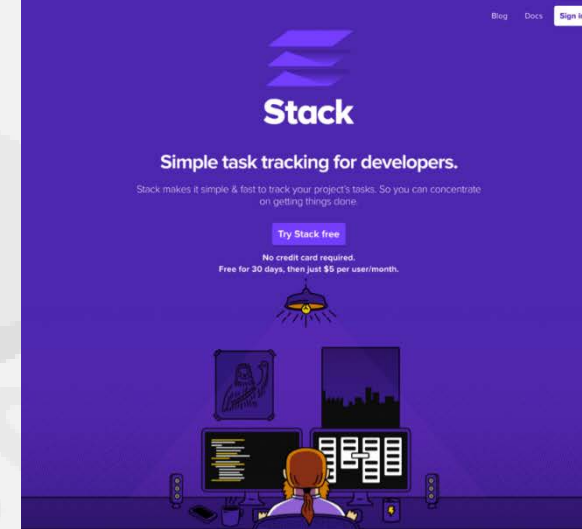 Blog Docs Sign in
Stack
Simple task tracking for developers.
Stack makes it simple & fast to track your project's tasks. So you can concentrate
on getting things done.
Try Stack free
No credit card required.
Free for 30 days, then just $5 per user/month.